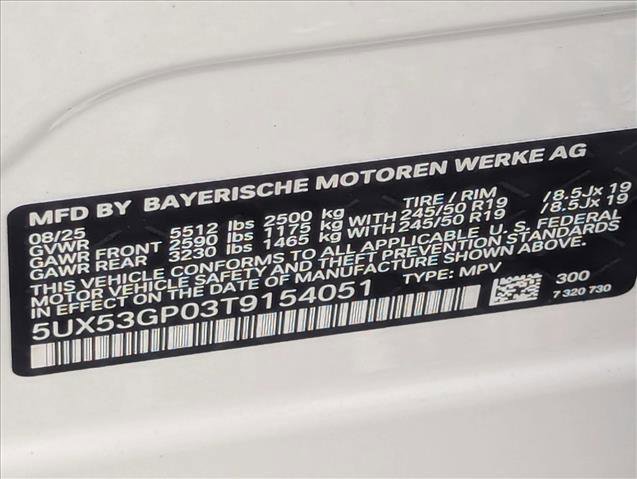 MFD BY BAYERISCHE MOTOREN WERKE AG
08/25 TIRE / RIM
GVWR 5512 lbs 2500 kg
GAWR FRONT 2590 lbs 1175 kg WITH 245/50 R19 / 8.5Jx 19
GAWR REAR 3230 lbs 1465 kg WITH 245/50 R19 / 8.5Jx 19
THIS VEHICLE CONFORMS TO ALL APPLICABLE U.S. FEDERAL
MOTOR VEHICLE SAFETY AND THEFT PREVENTION STANDARDS
IN EFFECT ON THE DATE OF MANUFACTURE SHOWN ABOVE.
5UX53GP03T9154051 TYPE: MPV
300
7 320 730